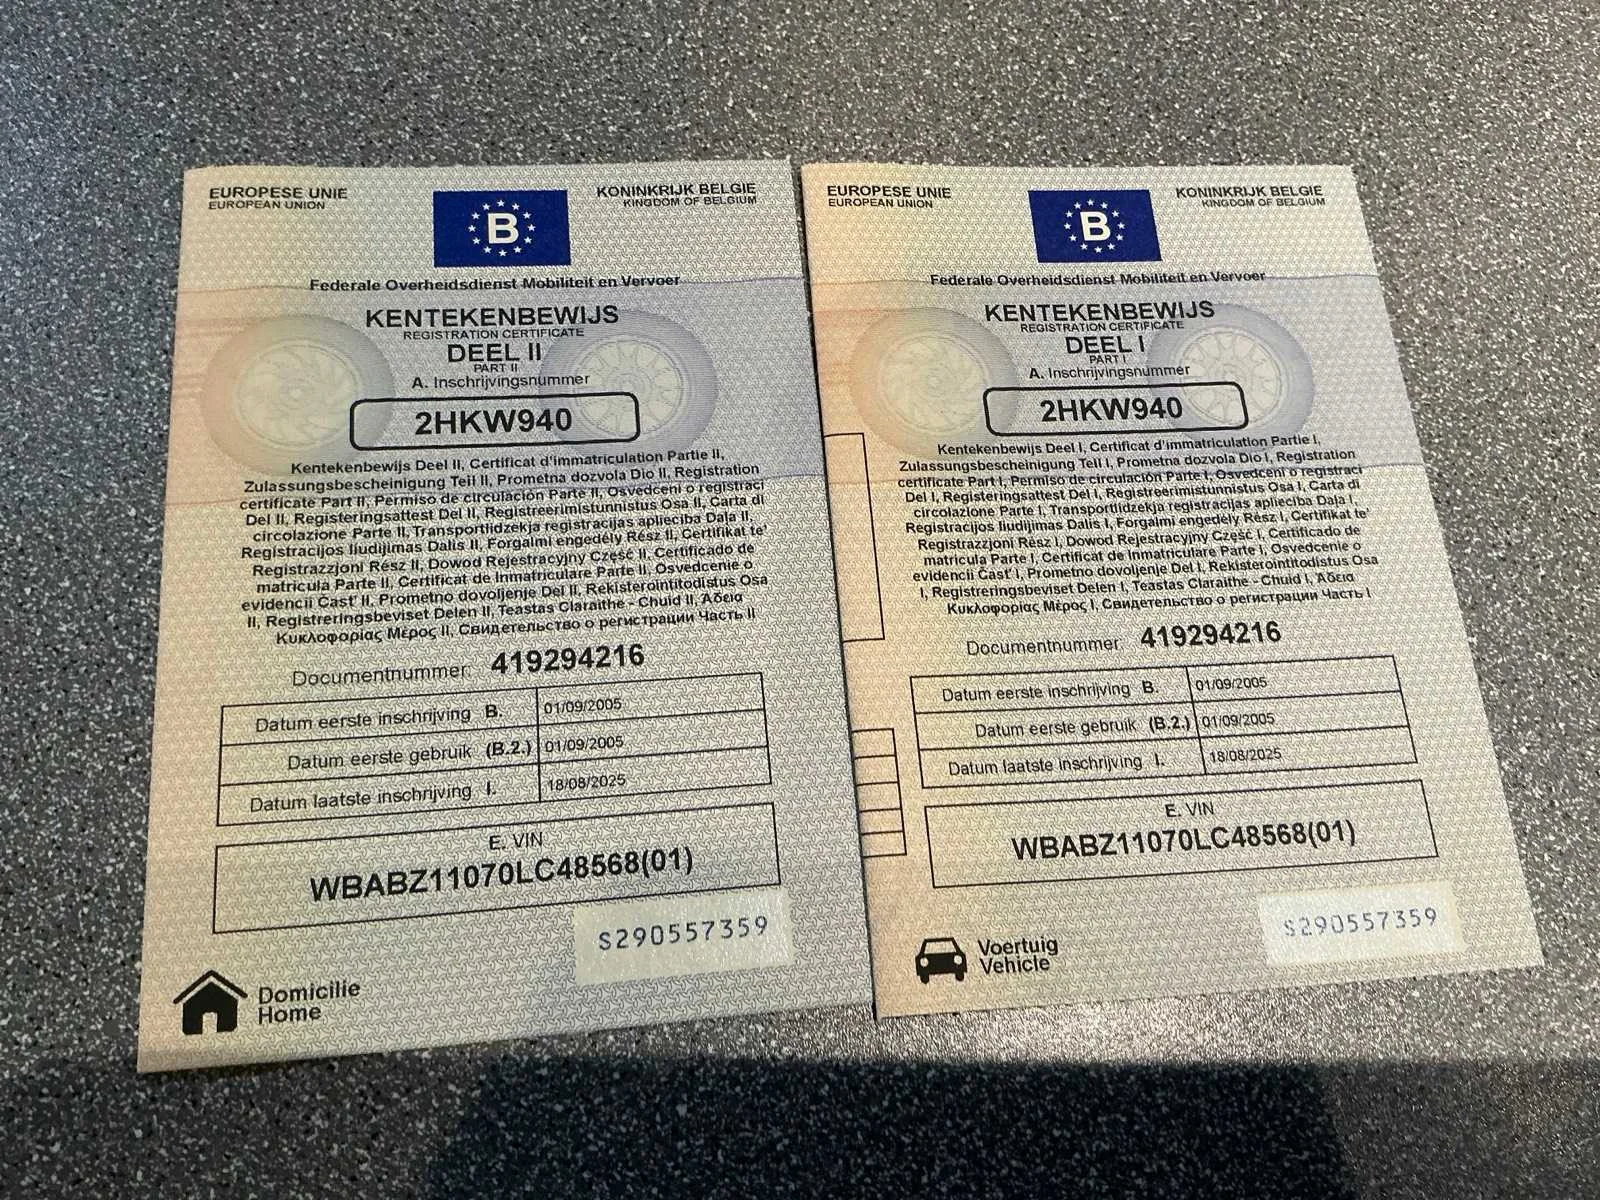 EUROPESE UNIE
EUROPEAN UNION
B
KONINKRIJK BELGIE
KINGDOM OF BELGIUM
Federale Overheidsdienst Mobiliteit en Vervoer
KENTEKENBEWIJS
REGISTRATION CERTIFICATE
DEEL II
PART II
A. Inschrijvingsnummer
2HKW940
Kentekenbewijs Deel II, Certificat d'immatriculation Partie II,
Zulassungsbescheinigung Teil II, Prometna dozvola Dio II, Registration
certificate Part II, Permiso de circulación Parte II, Osvedceni o registraci
Del II, Registeringsattest Del II, Registreerimistunnistus Osa II, Carta di
circolazione Parte II, Transportlidzekja registracijas aplieciba Daļa II,
Registracijos liudijimas Dalis II, Forgalmi engedély Rész II, Certifikat te'
Registrazzjoni Rész II, Dowod Rejestracyjny Część II, Certificado de
matricula Parte II, Certificat de Inmatriculare Parte II, Osvedcenie o
evidencii Časť II, Prometno dovoljenje Del II, Rekisterointitodistus Osa
II, Registreringsbeviset Delen II, Teastas Claraithe - Chuid II, Άδεια
Κυκλοφορίας Μέρος II, Свидетельство о регистрации Часть II
Documentnummer: 419294216
Datum eerste inschrijving B. 01/09/2005
Datum eerste gebruik (B.2.) 01/09/2005
Datum laatste inschrijving I. 18/08/2025
E. VIN
WBABZ11070LC48568(01)
S290557359
Domicilie
Home
EUROPESE UNIE
EUROPEAN UNION
B
KONINKRIJK BELGIE
KINGDOM OF BELGIUM
Federale Overheidsdienst Mobiliteit en Vervoer
KENTEKENBEWIJS
REGISTRATION CERTIFICATE
DEEL I
PART I
A. Inschrijvingsnummer
2HKW940
Kentekenbewijs Deel I, Certificat d'immatriculation Partie I,
Zulassungsbescheinigung Teil I, Prometna dozvola Dio I, Registration
certificate Part I, Permiso de circulación Parte I, Osvedceni o registraci
Del I, Registeringsattest Del I, Registreerimistunnistus Osa I, Carta di
circolazione Parte I, Transportlidzekja registracijas aplieciba Daļa I,
Registracijos liudijimas Dalis I, Forgalmi engedély Rész I, Certifikat te'
Registrazzjoni Rész I, Dowod Rejestracyjny Część I, Certificado de
matricula Parte I, Certificat de Inmatriculare Parte I, Osvedcenie o
evidencii Časť I, Prometno dovoljenje Del I, Rekisterointitodistus Osa
I, Registreringsbeviset Delen I, Teastas Claraithe - Chuid I, Άδεια
Κυκλοφορίας Μέρος I, Свидетельство о регистрации Часть I
Documentnummer: 419294216
Datum eerste inschrijving B. 01/09/2005
Datum eerste gebruik (B.2.) 01/09/2005
Datum laatste inschrijving I. 18/08/2025
E. VIN
WBABZ11070LC48568(01)
S290557359
Voertuig
Vehicle